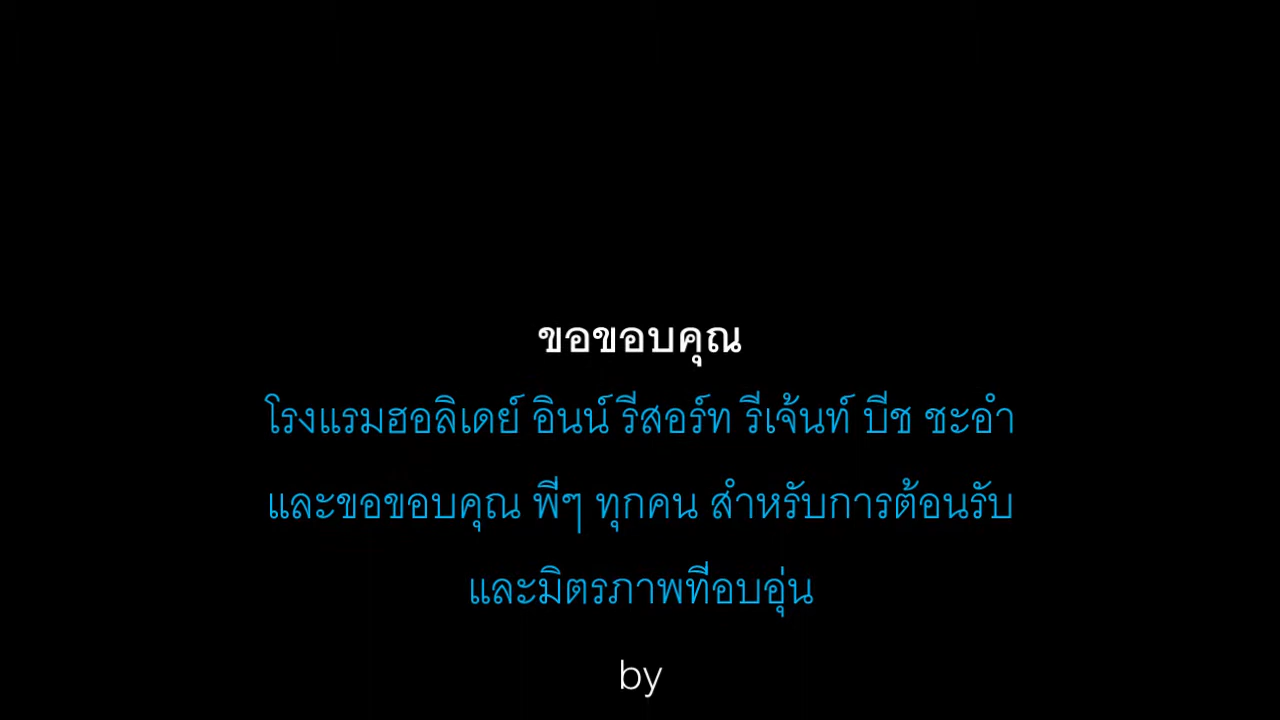 ขอขอบคุณ
โรงแรมฮอลิเดย์ อินน์ รีสอร์ท รีเจ้นท์ บีช ชะอำ
และขอขอบคุณ พีๆ ทุกคน สำหรับการต้อนรับ
และมิตรภาพทีอบอุ่น
by